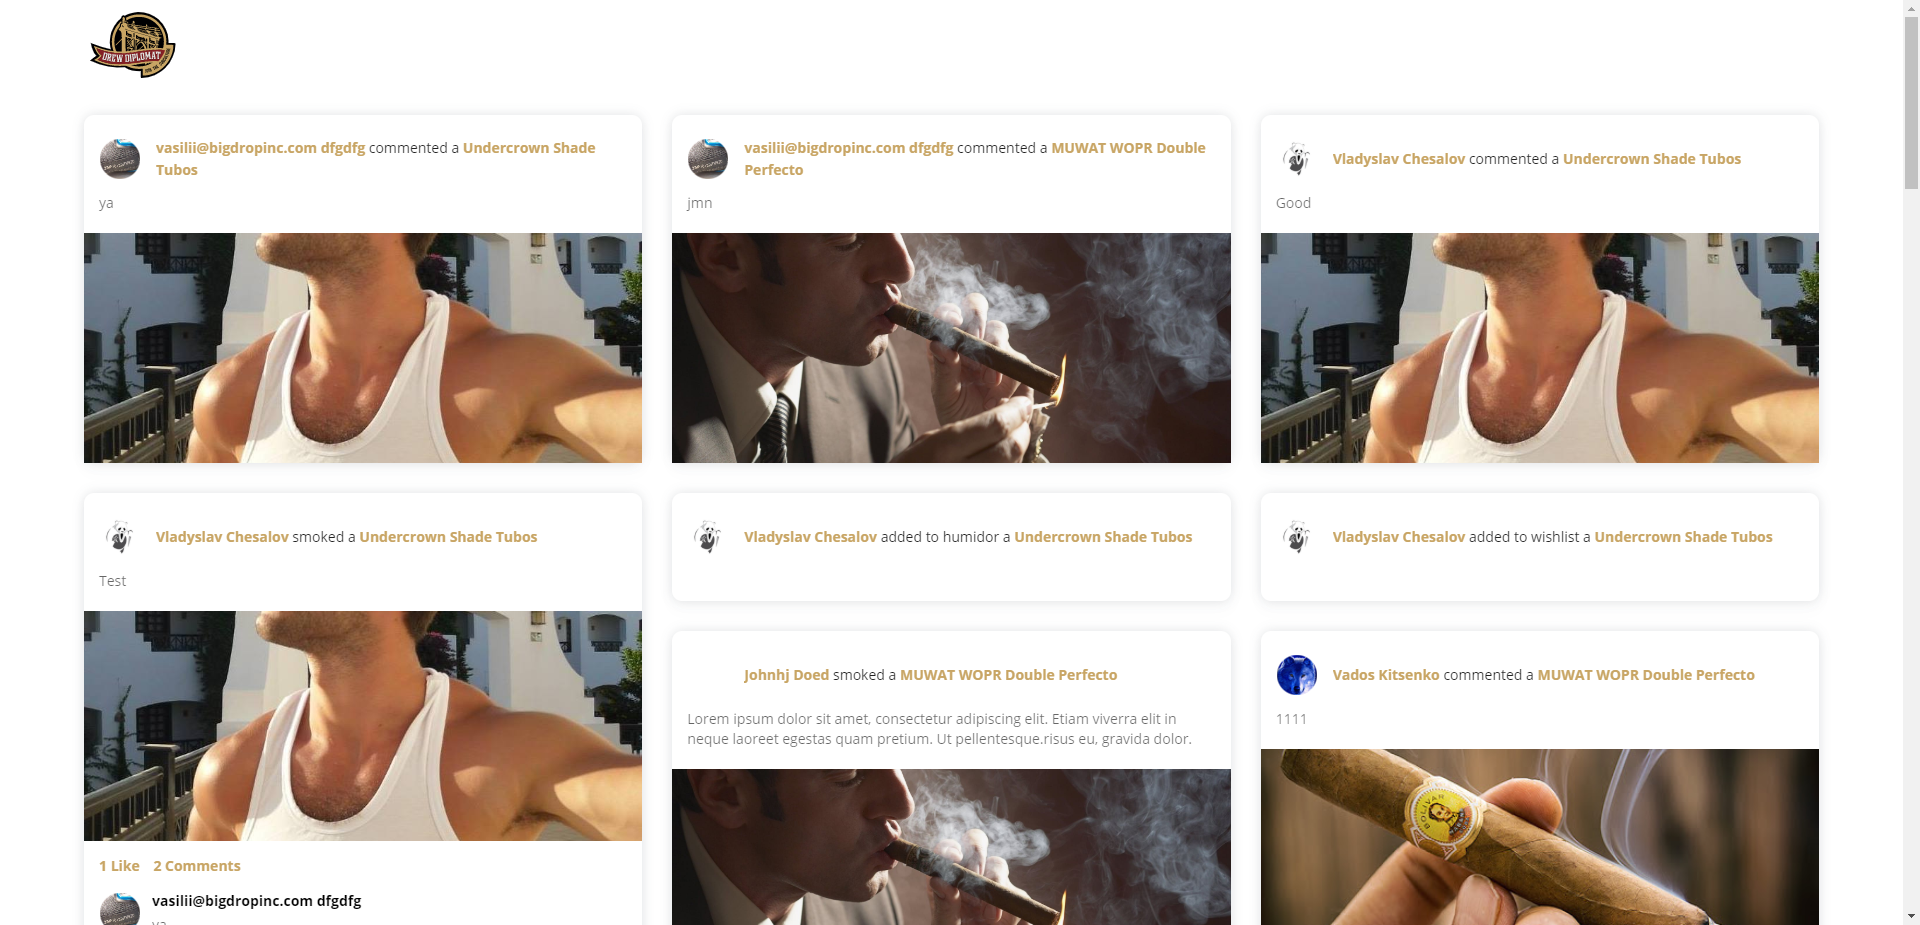 DREW DIPLOMAT
vasilii@bigdropinc.com dfgdfg commented a Undercrown Shade
Tubos
ya
vasilii@bigdropinc.com dfgdfg commented a MUWAT WOPR Double
Perfecto
jmn
Vladyslav Chesalov commented a Undercrown Shade Tubos
Good
Vladyslav Chesalov smoked a Undercrown Shade Tubos
Test
1 Like 2 Comments
vasilii@bigdropinc.com dfgdfg
Vladyslav Chesalov added to humidor a Undercrown Shade Tubos
Vladyslav Chesalov added to wishlist a Undercrown Shade Tubos
Johnhj Doed smoked a MUWAT WOPR Double Perfecto
Lorem ipsum dolor sit amet, consectetur adipiscing elit. Etiam viverra elit in
neque laoreet egestas quam pretium. Ut pellentesque.risus eu, gravida dolor.
Vados Kitsenko commented a MUWAT WOPR Double Perfecto
1111
BOLIVAR